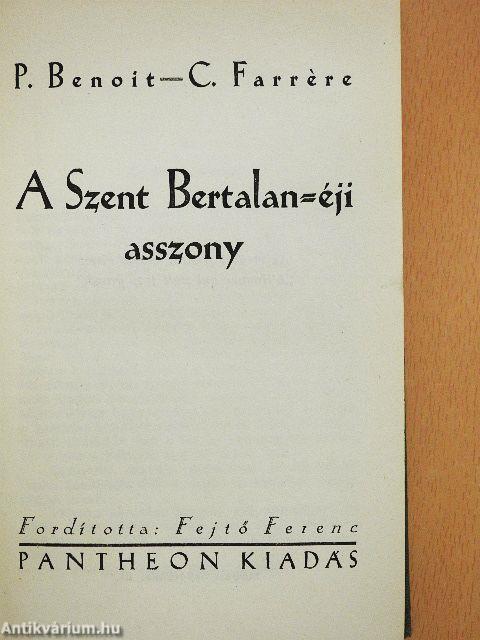 P. Benoit—C. Farrère
A Szent Bertalan=éji
asszony
Fordította: Fejtő Ferenc
PANTHEON KIADÁS
Antikvárium.hu